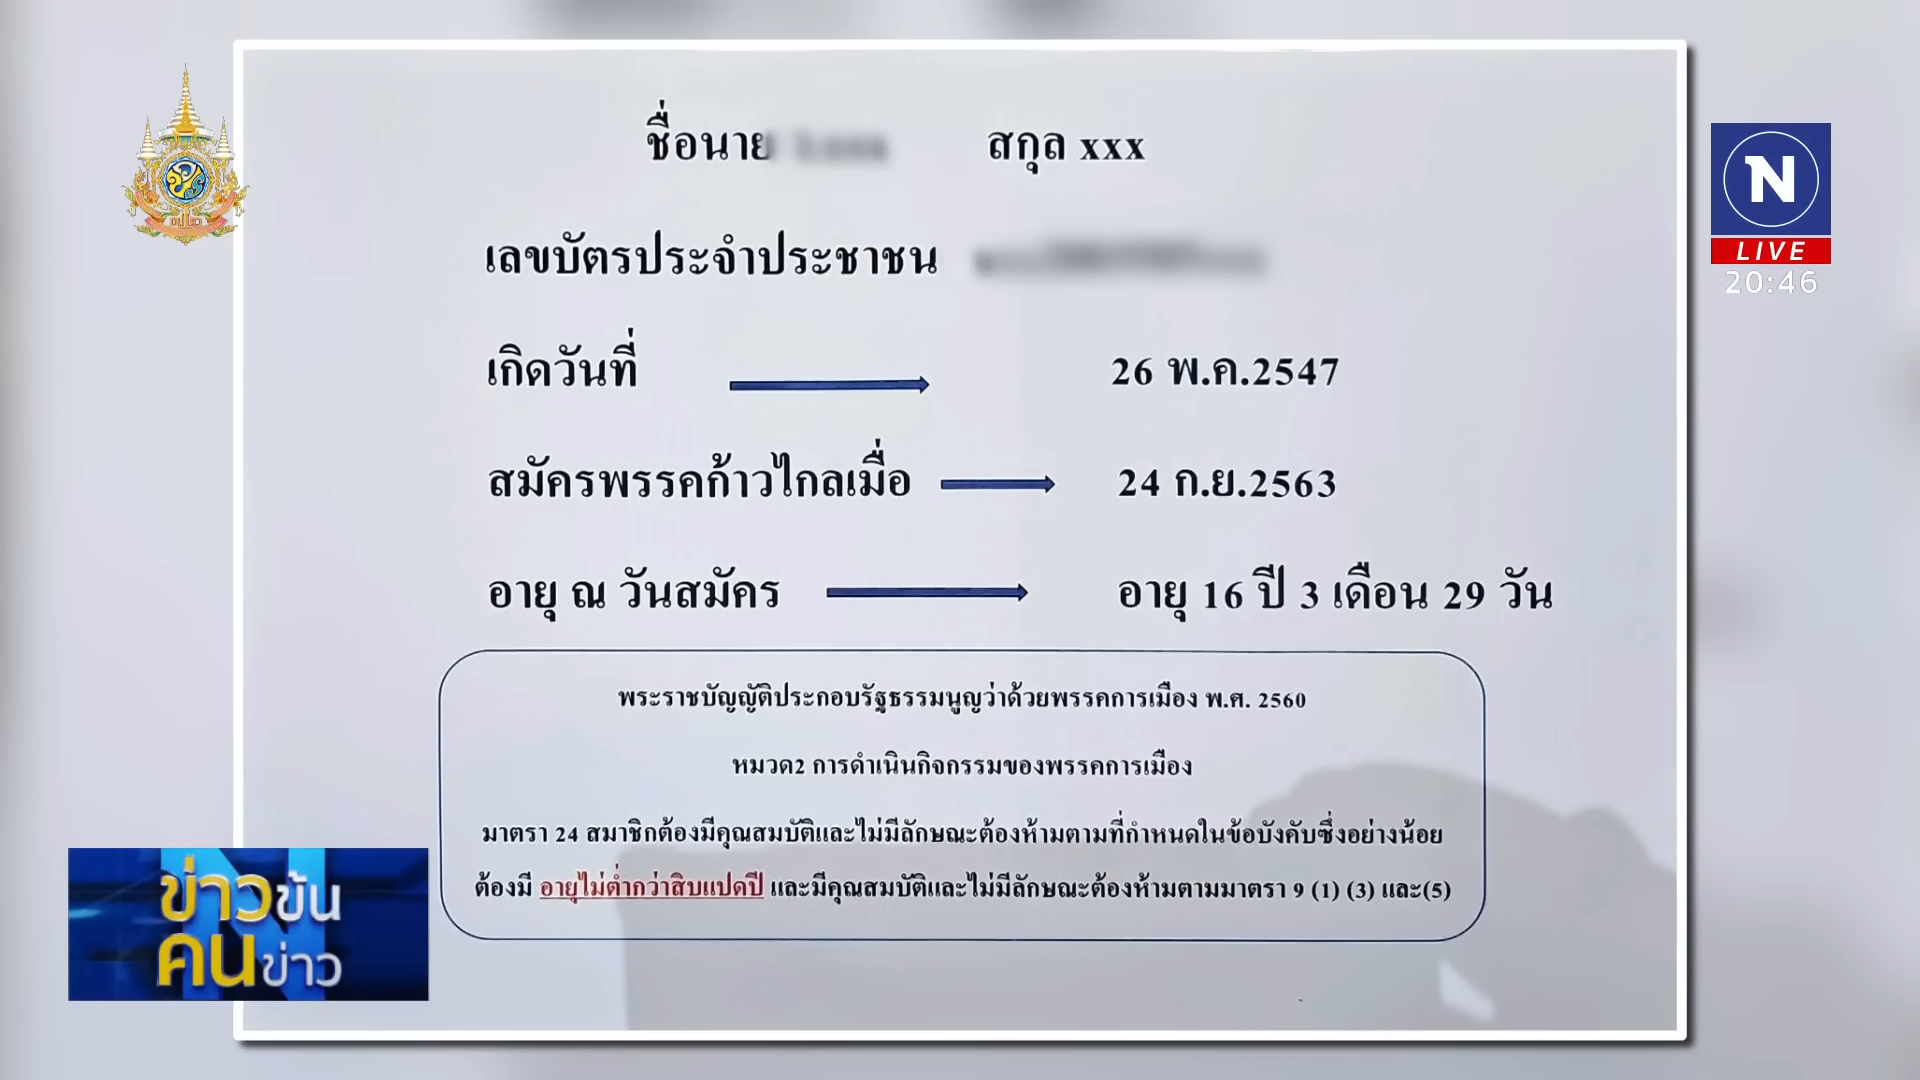 ชื่อนาย สกุล xxx
เลขบัตรประจำประชาชน
เกิดวันที่ 26 พ.ค.2547
สมัครพรรคก้าวไกลเมื่อ 24 ก.ย.2563
อายุ ณ วันสมัคร อายุ 16 ปี 3 เดือน 29 วัน
พระราชบัญญัติประกอบรัฐธรรมนูญว่าด้วยพรรคการเมือง พ.ศ. 2560
หมวด2 การดำเนินกิจกรรมของพรรคการเมือง
มาตรา 24 สมาชิกต้องมีคุณสมบัติและไม่มีลักษณะต้องห้ามตามที่กำหนดในข้อบังคับซึ่งอย่างน้อย
ต้องมี อายุไม่ต่ำกว่าสิบแปดปี และมีคุณสมบัติและไม่มีลักษณะต้องห้ามตามมาตรา 9 (1) (3) และ(5)
N
LIVE
20:46
ข่าวข้น
คนข่าว